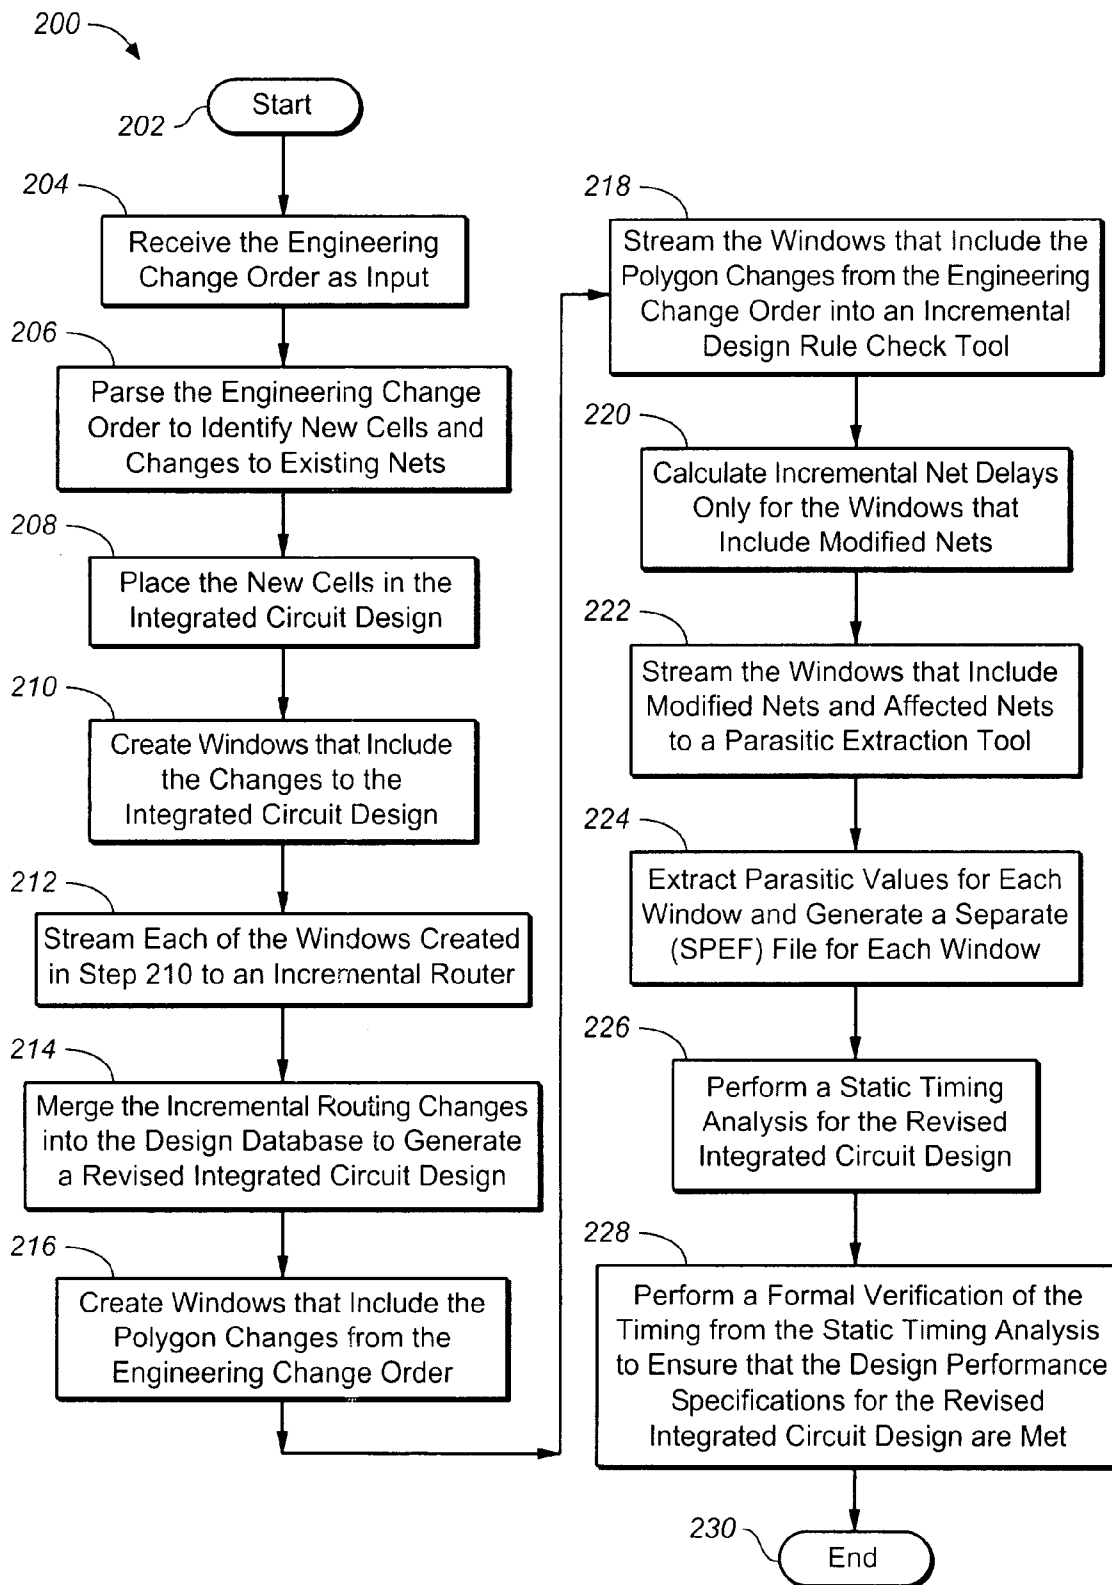 200
Start
202
204
Receive the Engineering
Change Order as Input
206
Parse the Engineering Change
Order to Identify New Cells and
Changes to Existing Nets
208
Place the New Cells in the
Integrated Circuit Design
210
Create Windows that Include
the Changes to the
Integrated Circuit Design
212
Stream Each of the Windows Created
in Step 210 to an Incremental Router
214
Merge the Incremental Routing Changes
into the Design Database to Generate
a Revised Integrated Circuit Design
216
Create Windows that Include the
Polygon Changes from the
Engineering Change Order
218
Stream the Windows that Include the
Polygon Changes from the Engineering
Change Order into an Incremental
Design Rule Check Tool
220
Calculate Incremental Net Delays
Only for the Windows that
Include Modified Nets
222
Stream the Windows that Include
Modified Nets and Affected Nets
to a Parasitic Extraction Tool
224
Extract Parasitic Values for Each
Window and Generate a Separate
(SPEF) File for Each Window
226
Perform a Static Timing
Analysis for the Revised
Integrated Circuit Design
228
Perform a Formal Verification of the
Timing from the Static Timing Analysis
to Ensure that the Design Performance
Specifications for the Revised
Integrated Circuit Design are Met
230
End